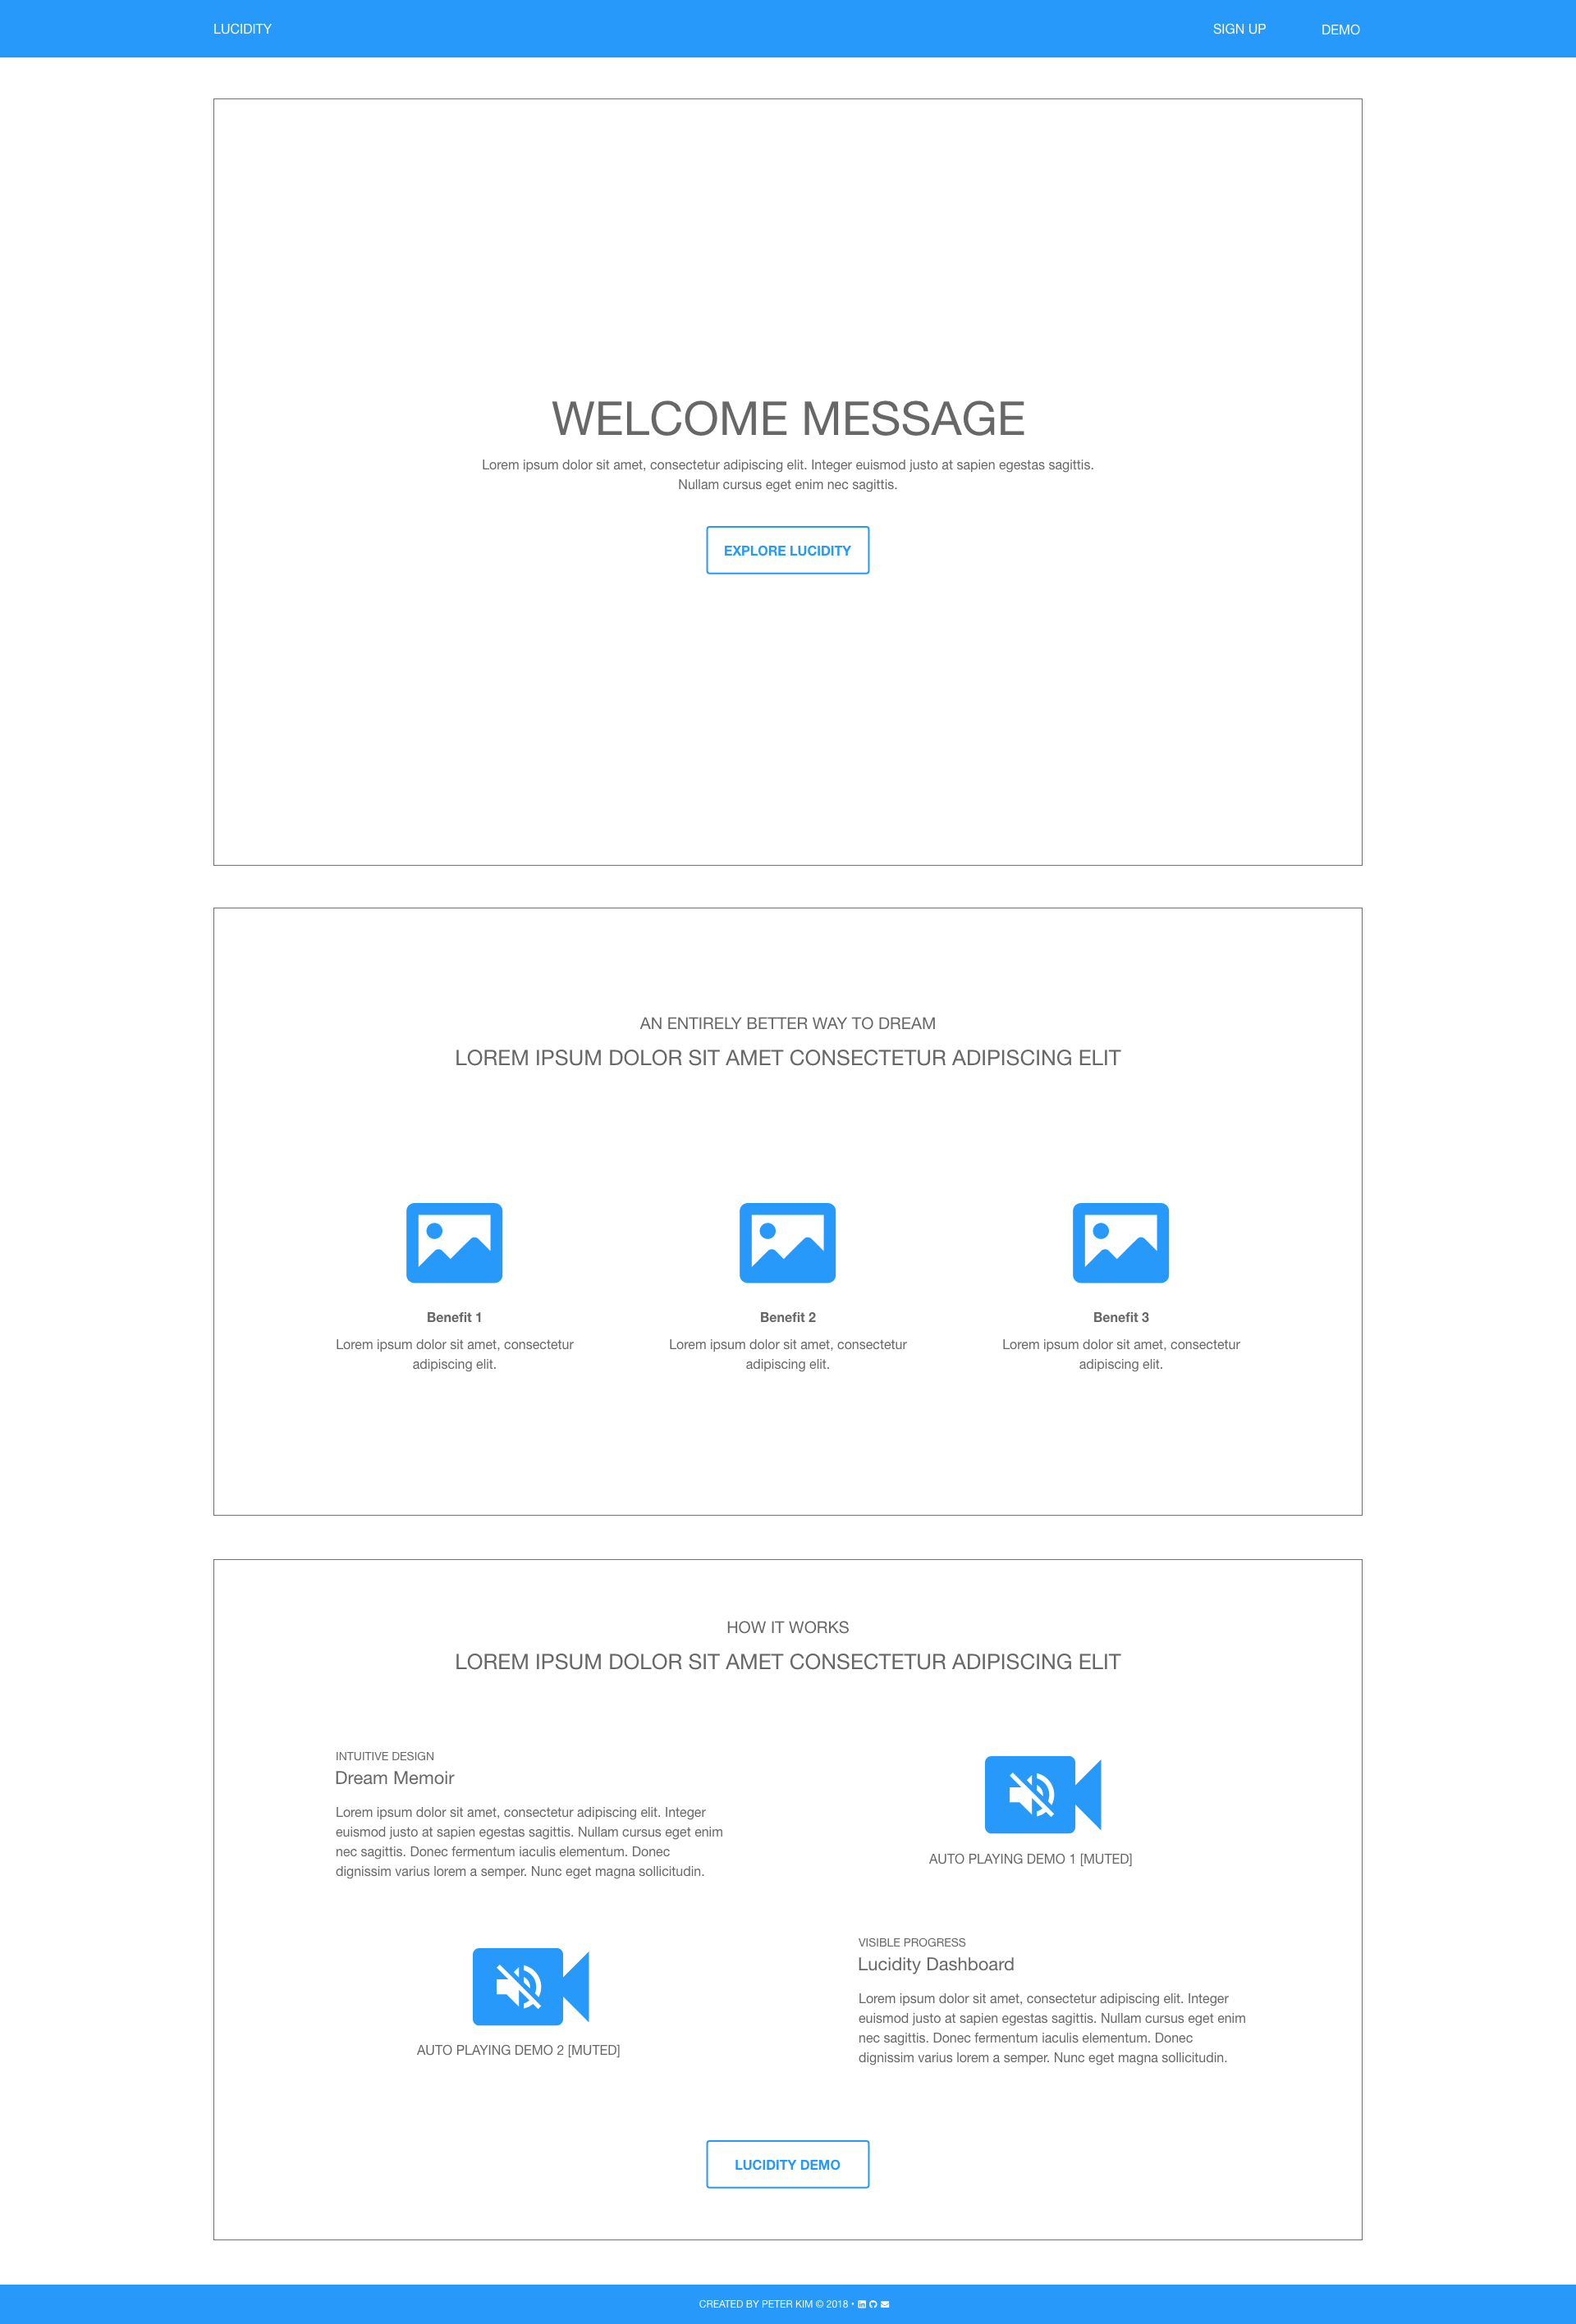 LUCIDITY
SIGN UP
DEMO
WELCOME MESSAGE
Lorem ipsum dolor sit amet, consectetur adipiscing elit. Integer euismod justo at sapien egestas sagittis.
Nullam cursus eget enim nec sagittis.
EXPLORE LUCIDITY
AN ENTIRELY BETTER WAY TO DREAM
LOREM IPSUM DOLOR SIT AMET CONSECTETUR ADIPISCING ELIT
Benefit 1
Lorem ipsum dolor sit amet, consectetur
adipiscing elit.
Benefit 2
Lorem ipsum dolor sit amet, consectetur
adipiscing elit.
Benefit 3
Lorem ipsum dolor sit amet, consectetur
adipiscing elit.
HOW IT WORKS
LOREM IPSUM DOLOR SIT AMET CONSECTETUR ADIPISCING ELIT
INTUITIVE DESIGN
Dream Memoir
Lorem ipsum dolor sit amet, consectetur adipiscing elit. Integer
euismod justo at sapien egestas sagittis. Nullam cursus eget enim
nec sagittis. Donec fermentum iaculis elementum. Donec
dignissim varius lorem a semper. Nunc eget magna sollicitudin.
AUTO PLAYING DEMO 1 [MUTED]
AUTO PLAYING DEMO 2 [MUTED]
VISIBLE PROGRESS
Lucidity Dashboard
Lorem ipsum dolor sit amet, consectetur adipiscing elit. Integer
euismod justo at sapien egestas sagittis. Nullam cursus eget enim
nec sagittis. Donec fermentum iaculis elementum. Donec
dignissim varius lorem a semper. Nunc eget magna sollicitudin.
LUCIDITY DEMO
CREATED BY PETER KIM © 2018 •